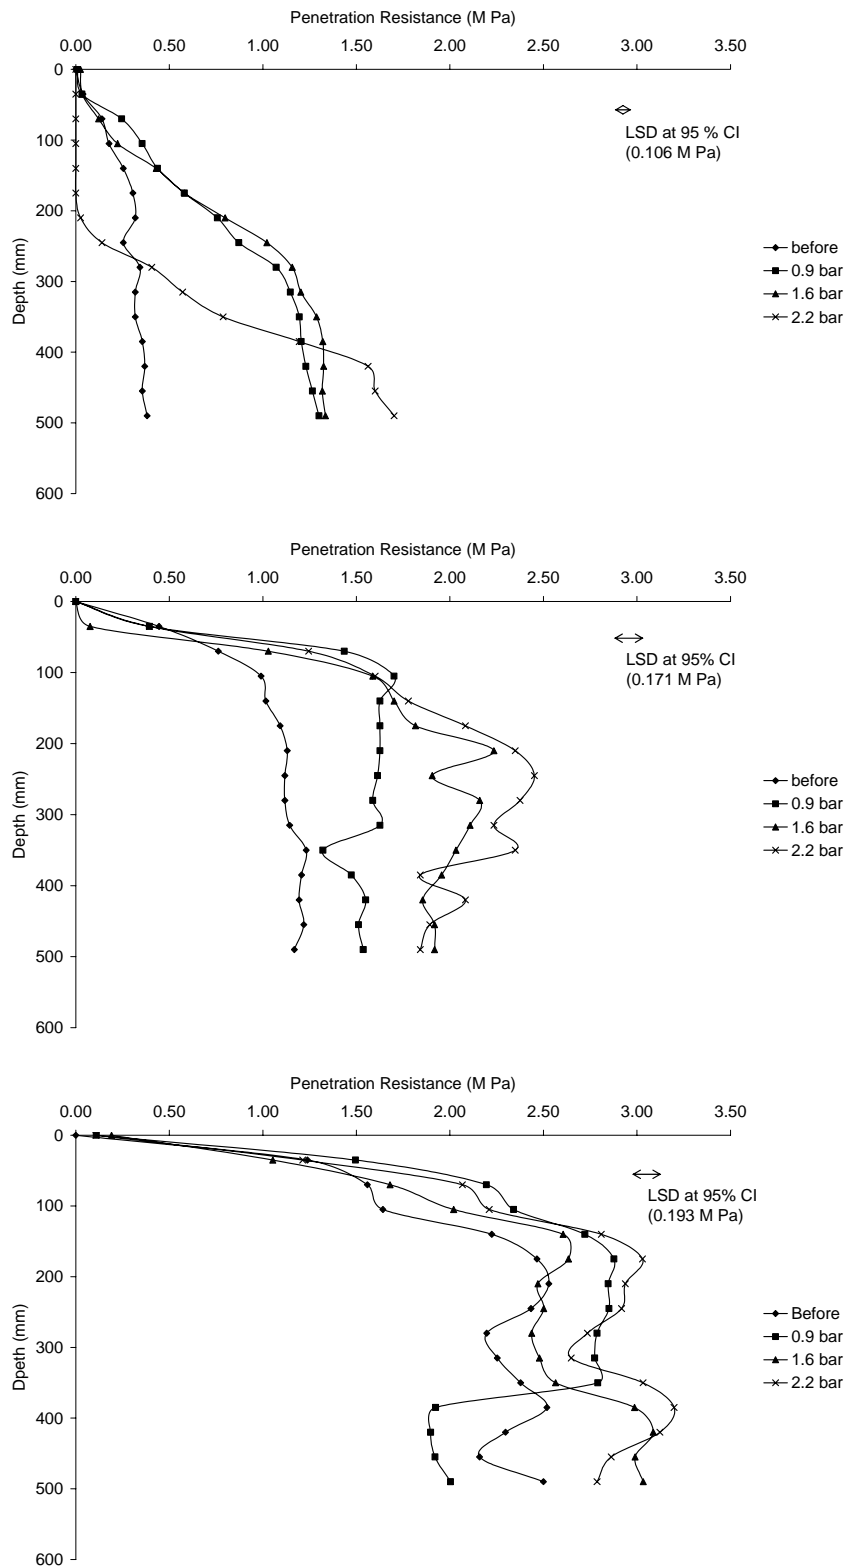 Penetration Resistance (M Pa)
0.00 0.50 1.00 1.50 2.00 2.50 3.00 3.50
0
100
200
300
400
500
600
Depth (mm)
LSD at 95 % CI
(0.106 M Pa)
before
0.9 bar
1.6 bar
2.2 bar
Penetration Resistance (M Pa)
0.00 0.50 1.00 1.50 2.00 2.50 3.00 3.50
0
100
200
300
400
500
600
Depth (mm)
LSD at 95% CI
(0.171 M Pa)
before
0.9 bar
1.6 bar
2.2 bar
Penetration Resistance (M Pa)
0.00 0.50 1.00 1.50 2.00 2.50 3.00 3.50
0
100
200
300
400
500
600
Dpeth (mm)
LSD at 95% CI
(0.193 M Pa)
Before
0.9 bar
1.6 bar
2.2 bar